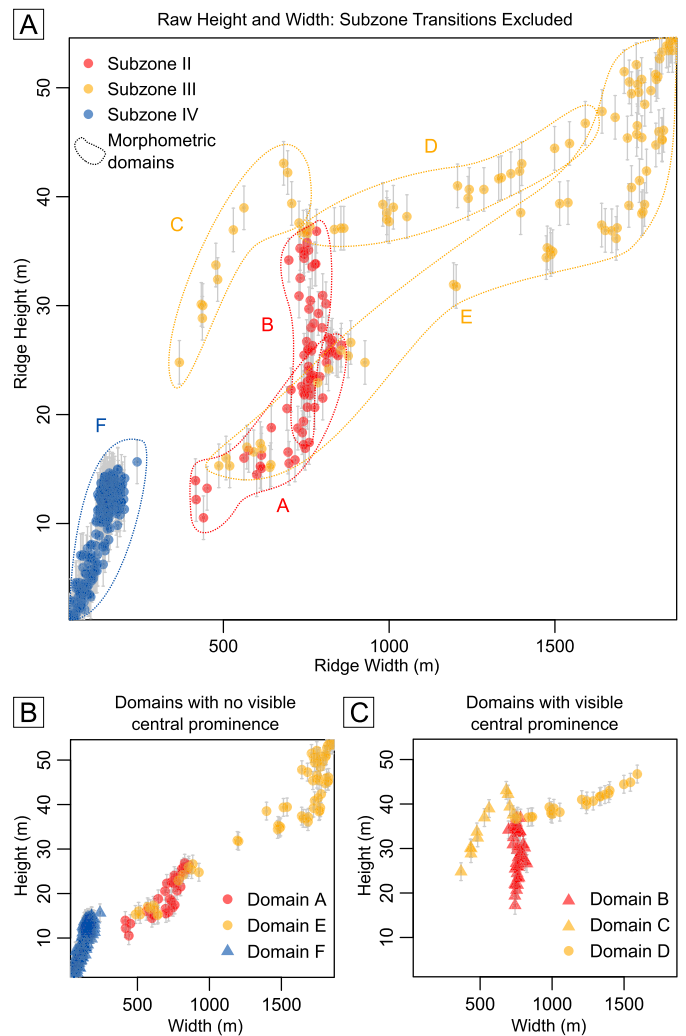 A
Raw Height and Width: Subzone Transitions Excluded
Subzone II
Subzone III
Subzone IV
Morphometric
domains
C
D
B
E
F
A
50
40
30
20
10
Ridge Height (m)
500
1000
1500
Ridge Width (m)
B
Domains with no visible
central prominence
50
40
30
20
10
Height (m)
Domain A
Domain E
Domain F
500
1000
1500
Width (m)
C
Domains with visible
central prominence
50
40
30
20
10
Height (m)
Domain B
Domain C
Domain D
500
1000
1500
Width (m)